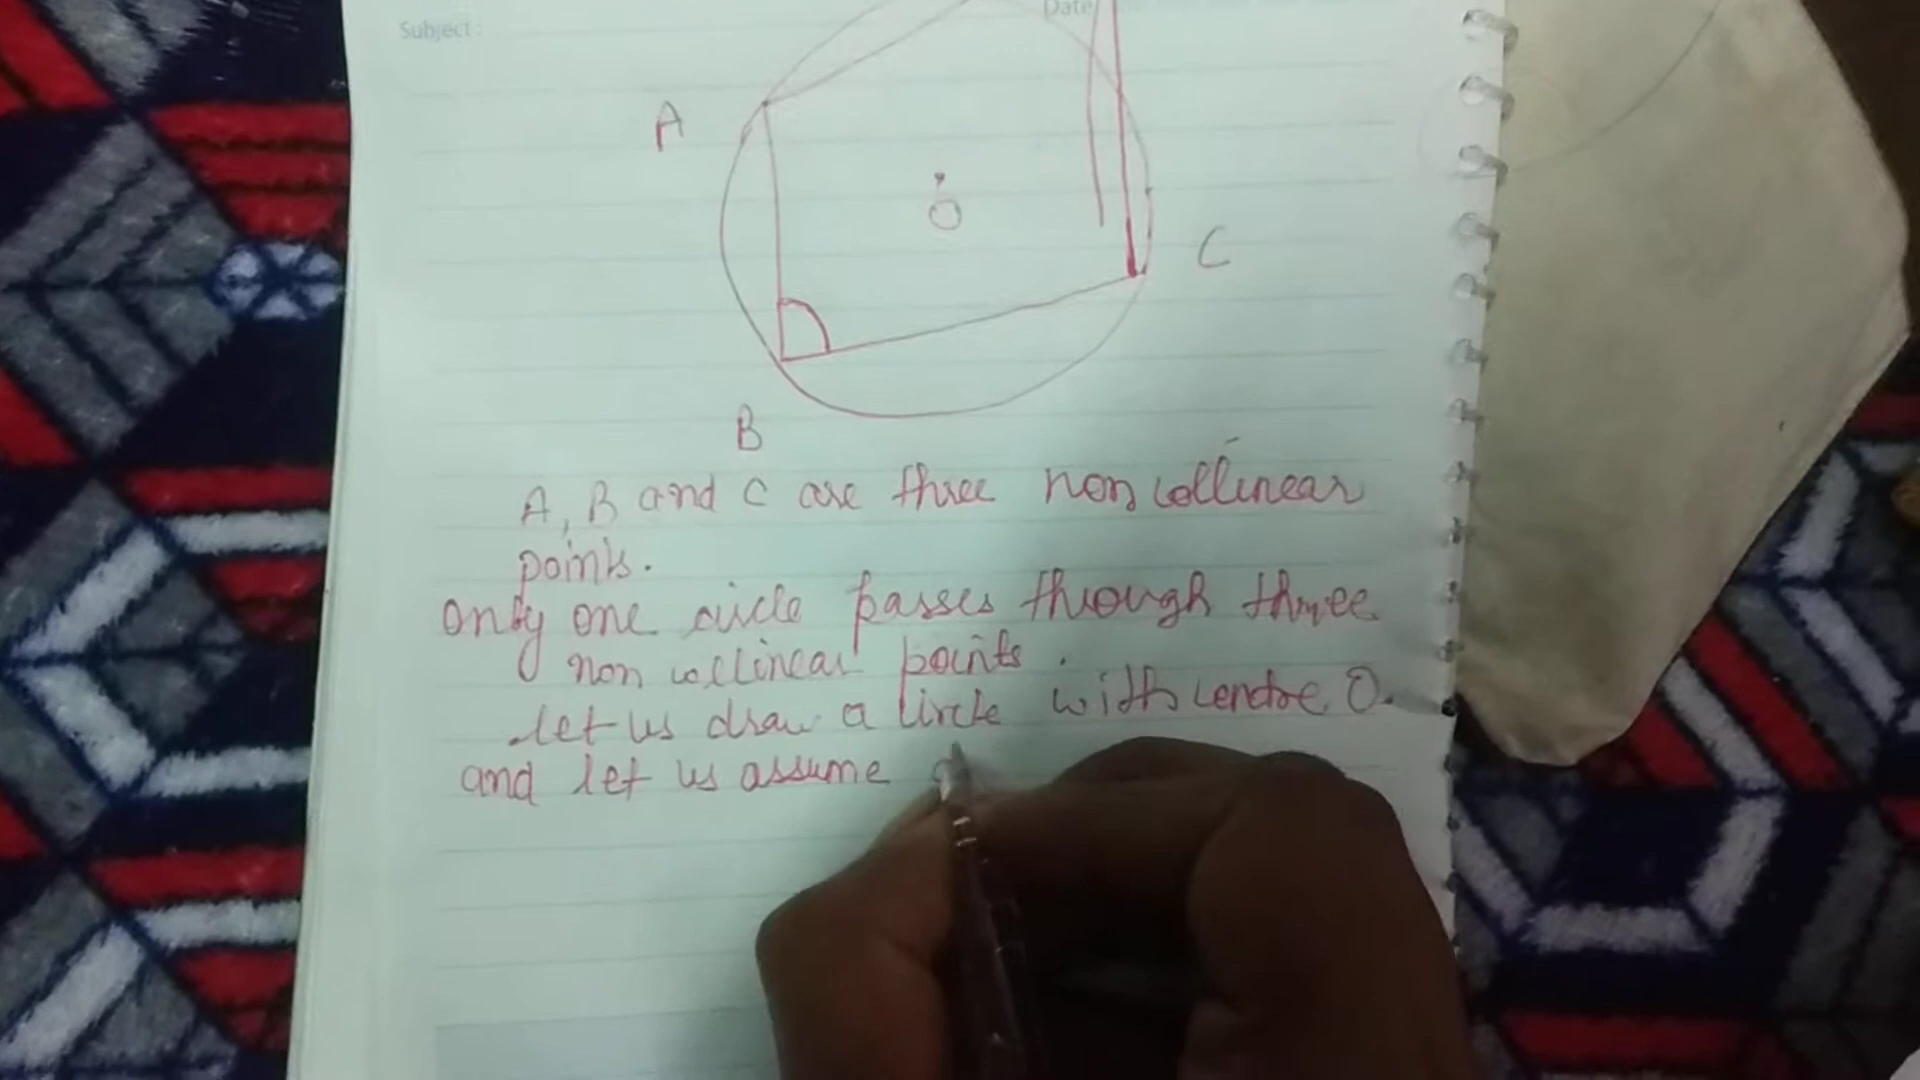 Subject :
Date
A
O
C
B
A, B and C are three non collinear
points.
only one circle passes through three
non collinear points.
let us draw a circle with centre O.
and let us assume